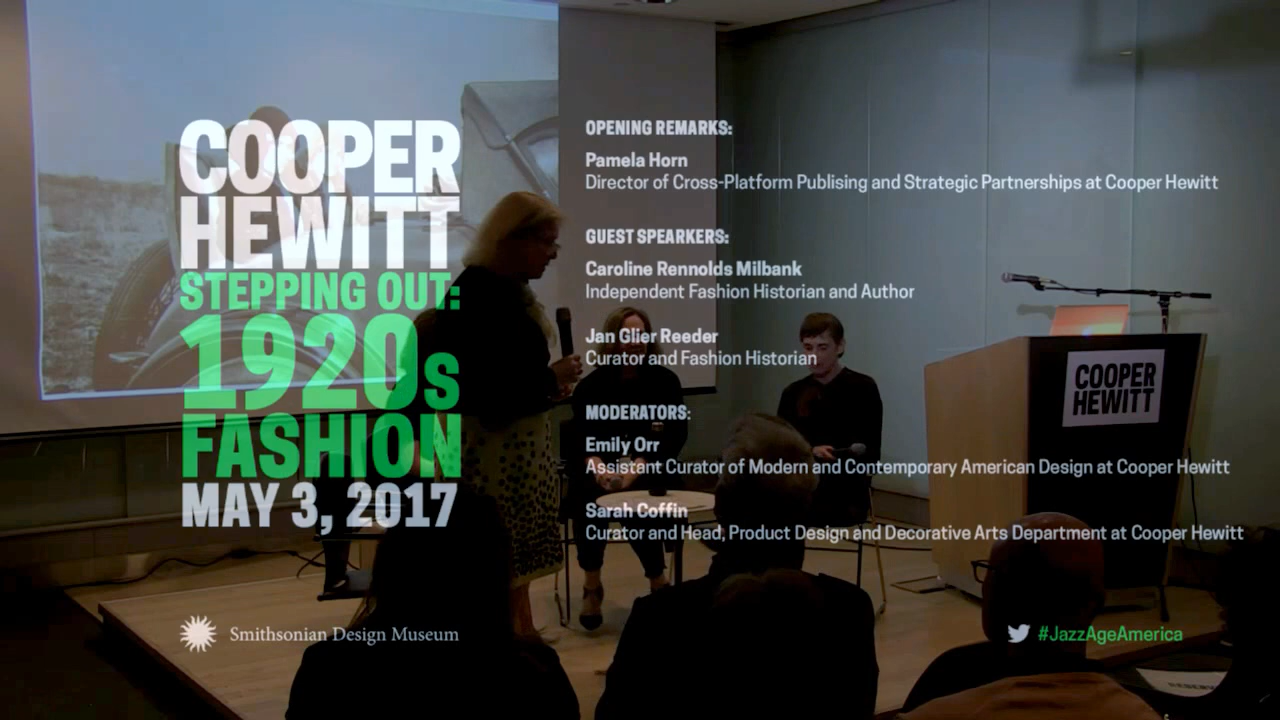 COOPER
HEWITT
STEPPING OUT:
1920s
FASHION
MAY 3, 2017
Smithsonian Design Museum
OPENING REMARKS:
Pamela Horn
Director of Cross-Platform Publising and Strategic Partnerships at Cooper Hewitt
GUEST SPEARKERS:
Caroline Rennolds Milbank
Independent Fashion Historian and Author
Jan Glier Reeder
Curator and Fashion Historian
MODERATORS:
Emily Orr
Assistant Curator of Modern and Contemporary American Design at Cooper Hewitt
Sarah Coffin
Curator and Head, Product Design and Decorative Arts Department at Cooper Hewitt
#JazzAgeAmerica
COOPER
HEWITT